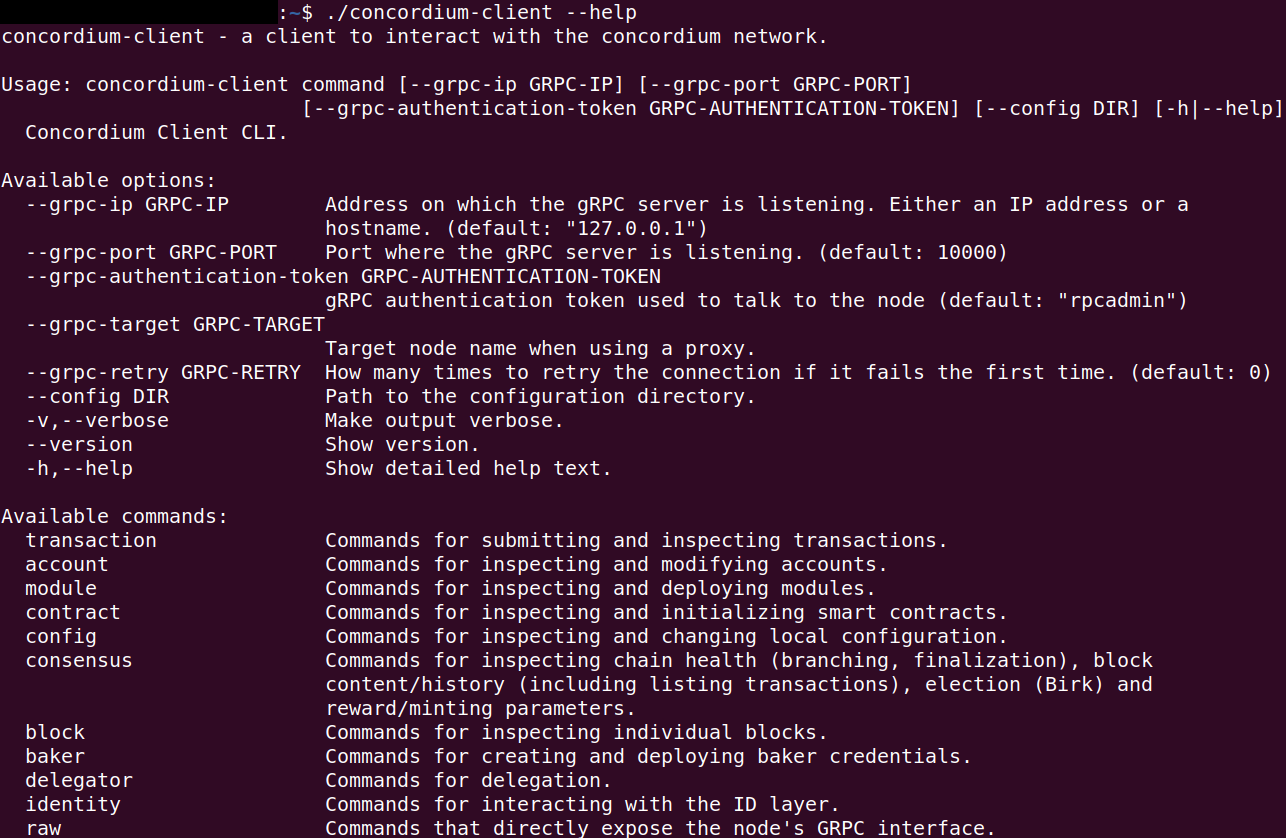 :~$ ./concordium-client --help
concordium-client - a client to interact with the concordium network.
Usage: concordium-client command [--grpc-ip GRPC-IP] [--grpc-port GRPC-PORT]
[--grpc-authentication-token GRPC-AUTHENTICATION-TOKEN] [--config DIR] [-h|--help]
Concordium Client CLI.
Available options:
--grpc-ip GRPC-IP Address on which the gRPC server is listening. Either an IP address or a
hostname. (default: "127.0.0.1")
--grpc-port GRPC-PORT Port where the gRPC server is listening. (default: 10000)
--grpc-authentication-token GRPC-AUTHENTICATION-TOKEN
gRPC authentication token used to talk to the node (default: "rpcadmin")
--grpc-target GRPC-TARGET
Target node name when using a proxy.
--grpc-retry GRPC-RETRY How many times to retry the connection if it fails the first time. (default: 0)
--config DIR Path to the configuration directory.
-v,--verbose Make output verbose.
--version Show version.
-h,--help Show detailed help text.
Available commands:
transaction Commands for submitting and inspecting transactions.
account Commands for inspecting and modifying accounts.
module Commands for inspecting and deploying modules.
contract Commands for inspecting and initializing smart contracts.
config Commands for inspecting and changing local configuration.
consensus Commands for inspecting chain health (branching, finalization), block
content/history (including listing transactions), election (Birk) and
reward/minting parameters.
block Commands for inspecting individual blocks.
baker Commands for creating and deploying baker credentials.
delegator Commands for delegation.
identity Commands for interacting with the ID layer.
raw Commands that directly expose the node's GRPC interface.